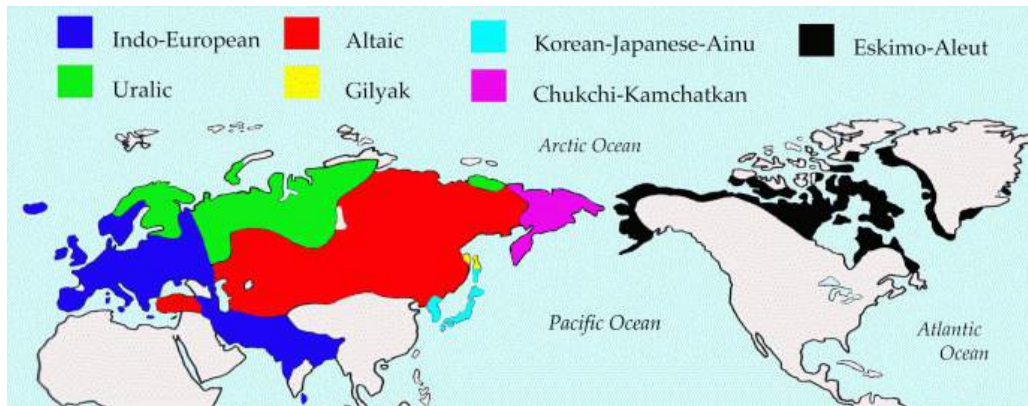 Indo-European
Altaic
Korean-Japanese-Ainu
Eskimo-Aleut
Uralic
Gilyak
Chukchi-Kamchatkan
Arctic Ocean
Pacific Ocean
Atlantic
Ocean